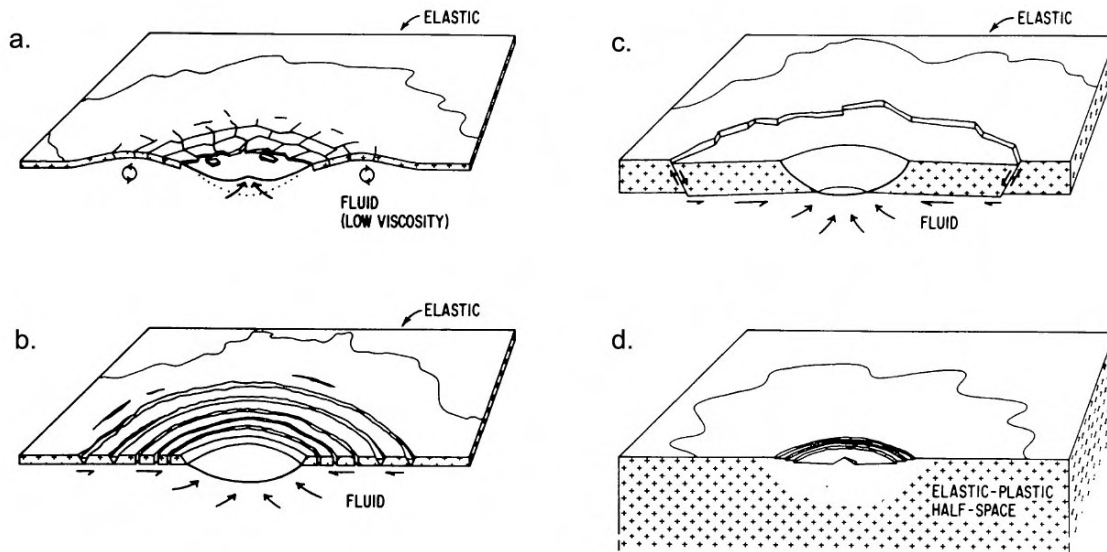 a.
ELASTIC
FLUID
(LOW VISCOSITY)
b.
ELASTIC
FLUID
c.
ELASTIC
FLUID
d.
ELASTIC-PLASTIC
HALF-SPACE